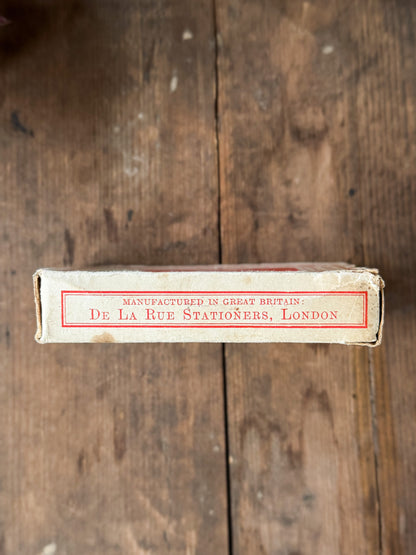 MANUFACTURED IN GREAT BRITAIN:
DE LA RUE STATIONERS, LONDON